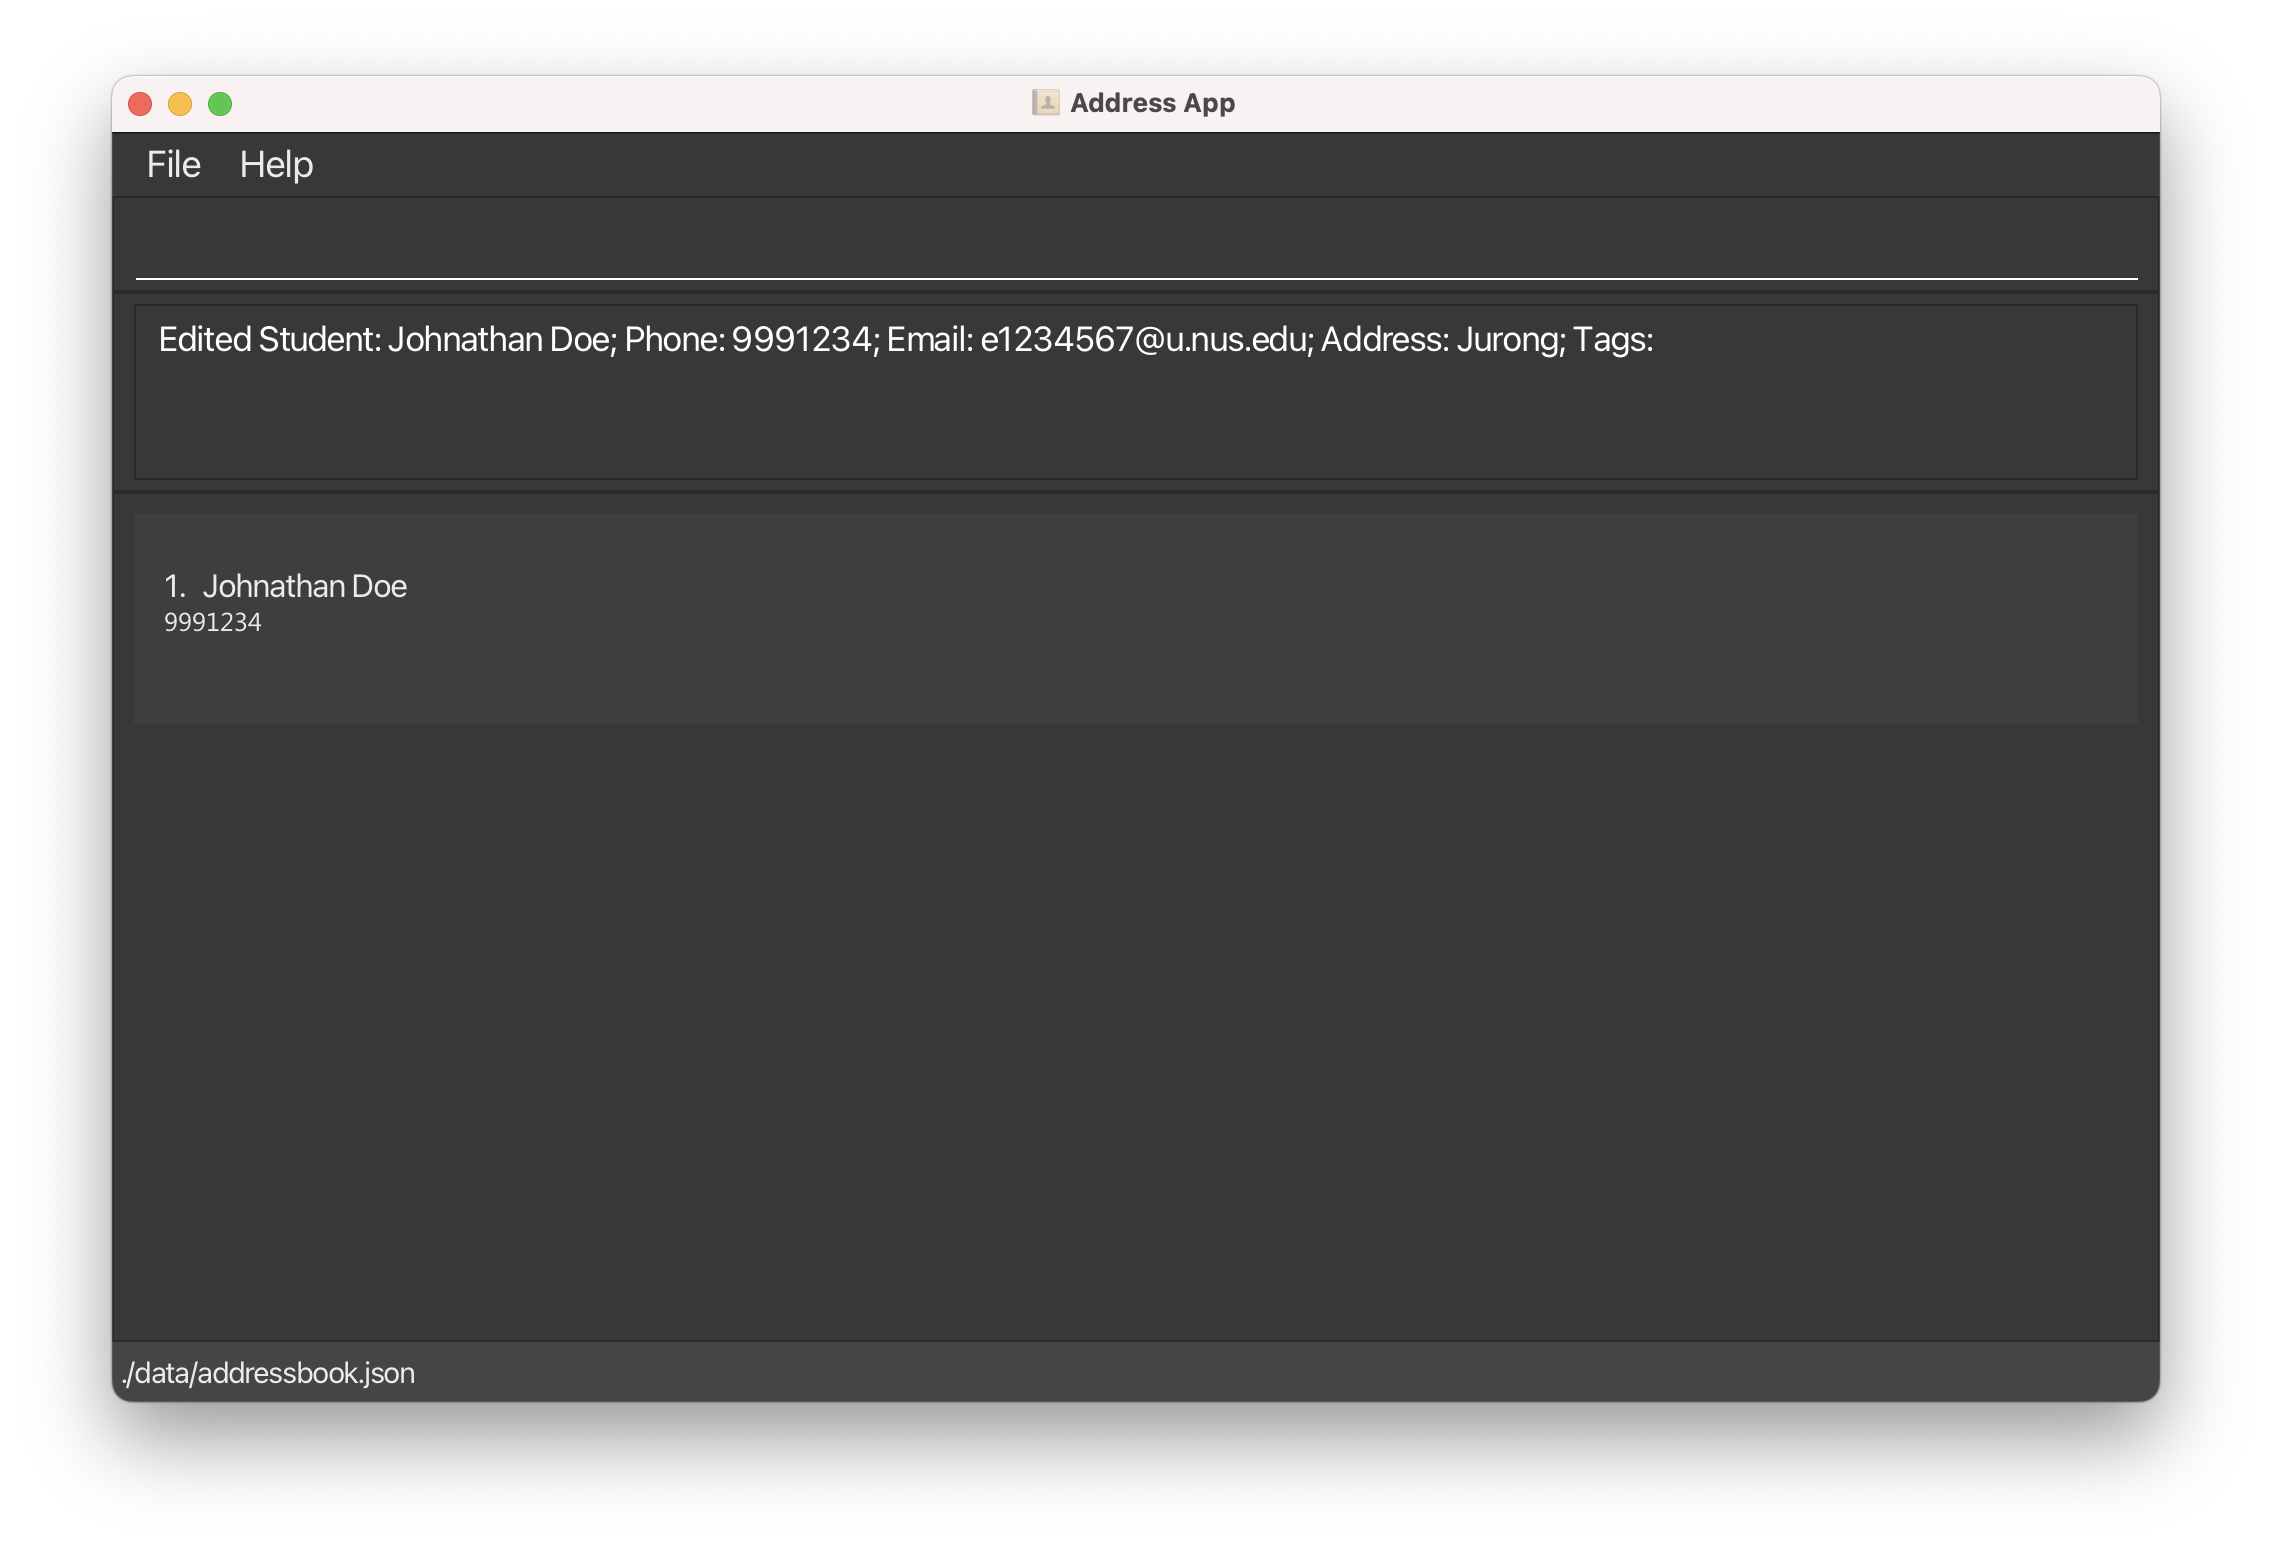 Address App
File Help
Edited Student: Johnathan Doe; Phone: 9991234; Email: e1234567@u.nus.edu; Address: Jurong; Tags:
1. Johnathan Doe
9991234
./data/addressbook.json